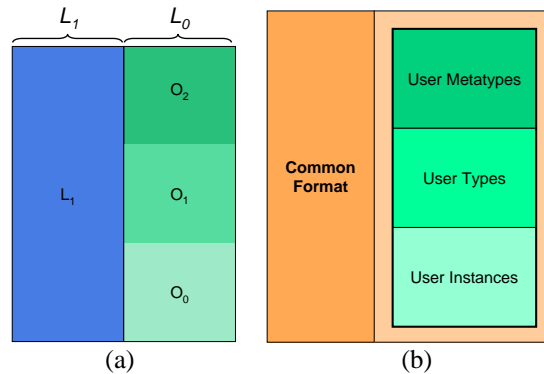 L1 L0
O2
L1
O1
O0
(a)
User Metatypes
Common
Format
User Types
User Instances
(b)